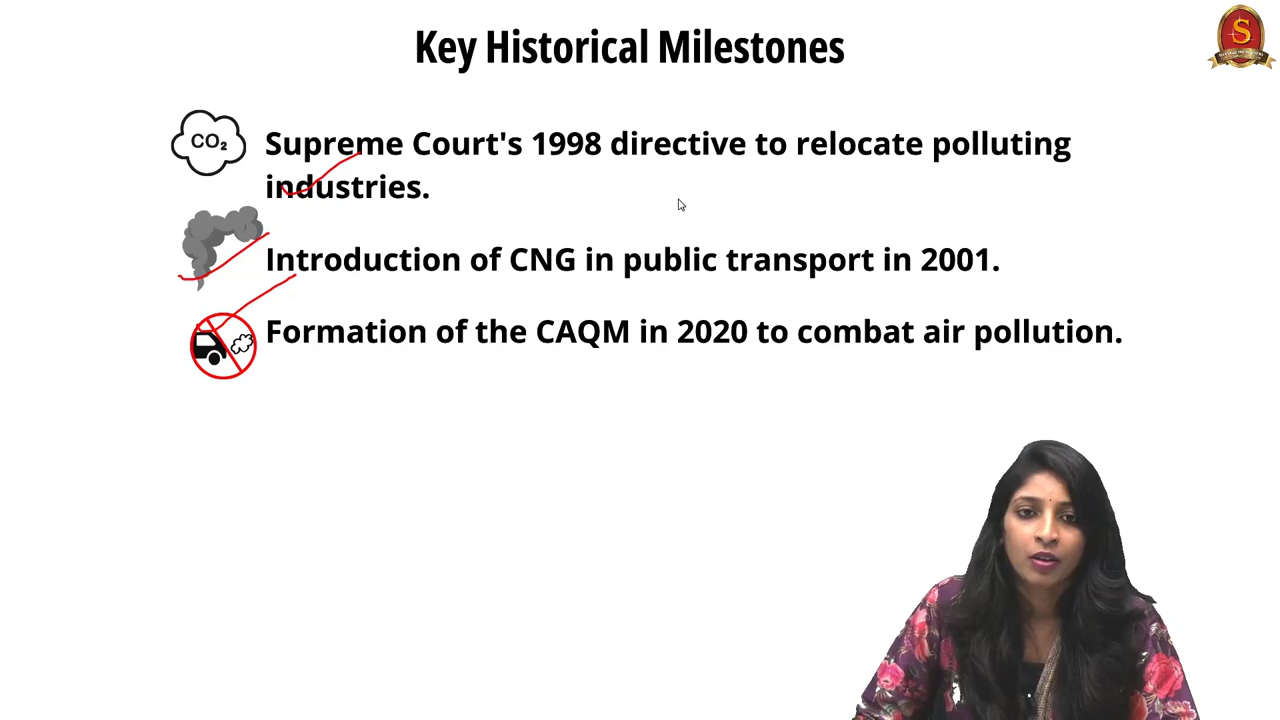 Key Historical Milestones
S
CO₂
Supreme Court's 1998 directive to relocate polluting
industries.
Introduction of CNG in public transport in 2001.
Formation of the CAQM in 2020 to combat air pollution.